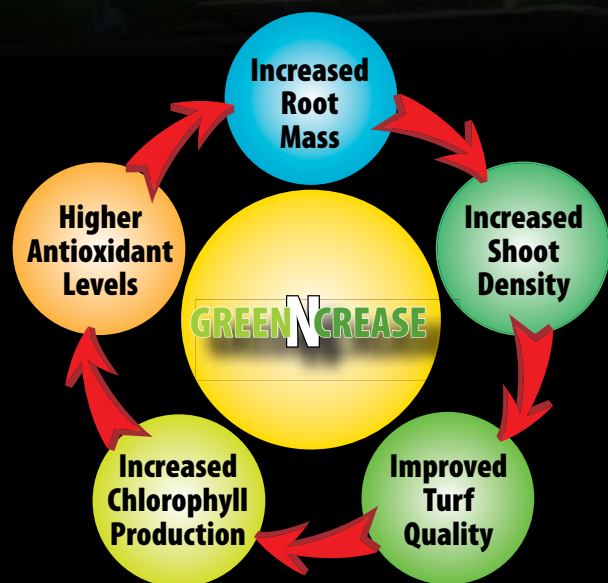 Increased
Root
Mass
Increased
Shoot
Density
Improved
Turf
Quality
Increased
Chlorophyll
Production
Higher
Antioxidant
Levels
GREENNCREASE